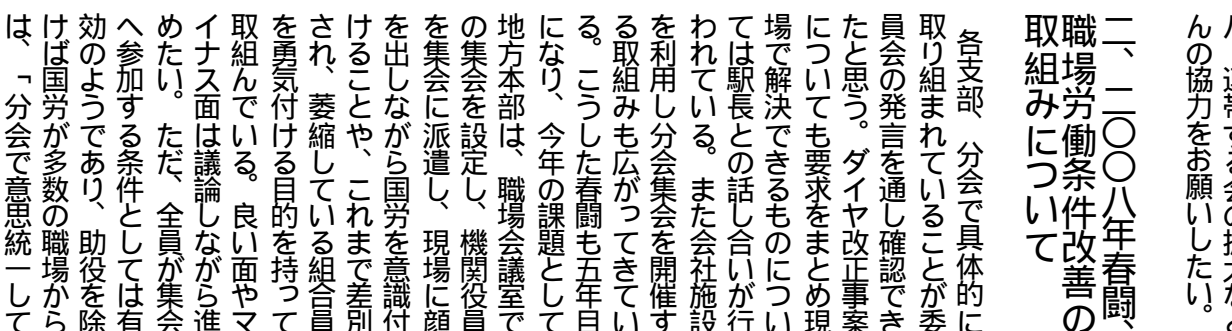 んの協力をお願いしたい。
二、二〇〇八年春闘、
職場労働条件改善の
取組みについて
各支部、分会で具体的に
取り組まれていることが委
員会の発言を通し確認でき
たと思う。ダイヤ改正事案
についても要求をまとめ現
場で解決できるものについ
ては駅長との話し合いが行
われている。また会社施設
を利用し分会集会を開催す
る取組みも広がってきてい
る。こうした春闘も五年目
になり、今年の課題として
地方本部は、職場会議室で
の集会を設定し、機関役員
を集会に派遣し、現場に顔
を出しながら国労を意識付
けることや、これまで差別
され、萎縮している組合員
を勇気付ける目的を持って
取組んでいる。良い面やマ
イナス面は議論しながら進
めたい。ただ、全員が集会
へ参加する条件としては有
効のようであり、助役を除
けば国労が多数の職場から
は、「分会で意思統一して